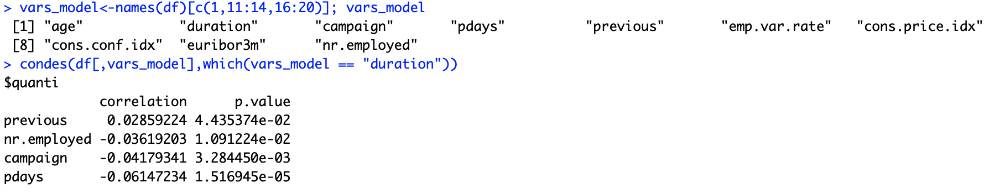 > vars_model<-names(df)[c(1,11:14,16:20)]; vars_model
[1] "age" "duration" "campaign" "pdays" "previous" "emp.var.rate" "cons.price.idx"
[8] "cons.conf.idx" "euribor3m" "nr.employed"
> condes(df[,vars_model],which(vars_model == "duration"))
$quanti
correlation p.value
previous 0.02859224 4.435374e-02
nr.employed -0.03619203 1.091224e-02
campaign -0.04179341 3.284450e-03
pdays -0.06147234 1.516945e-05